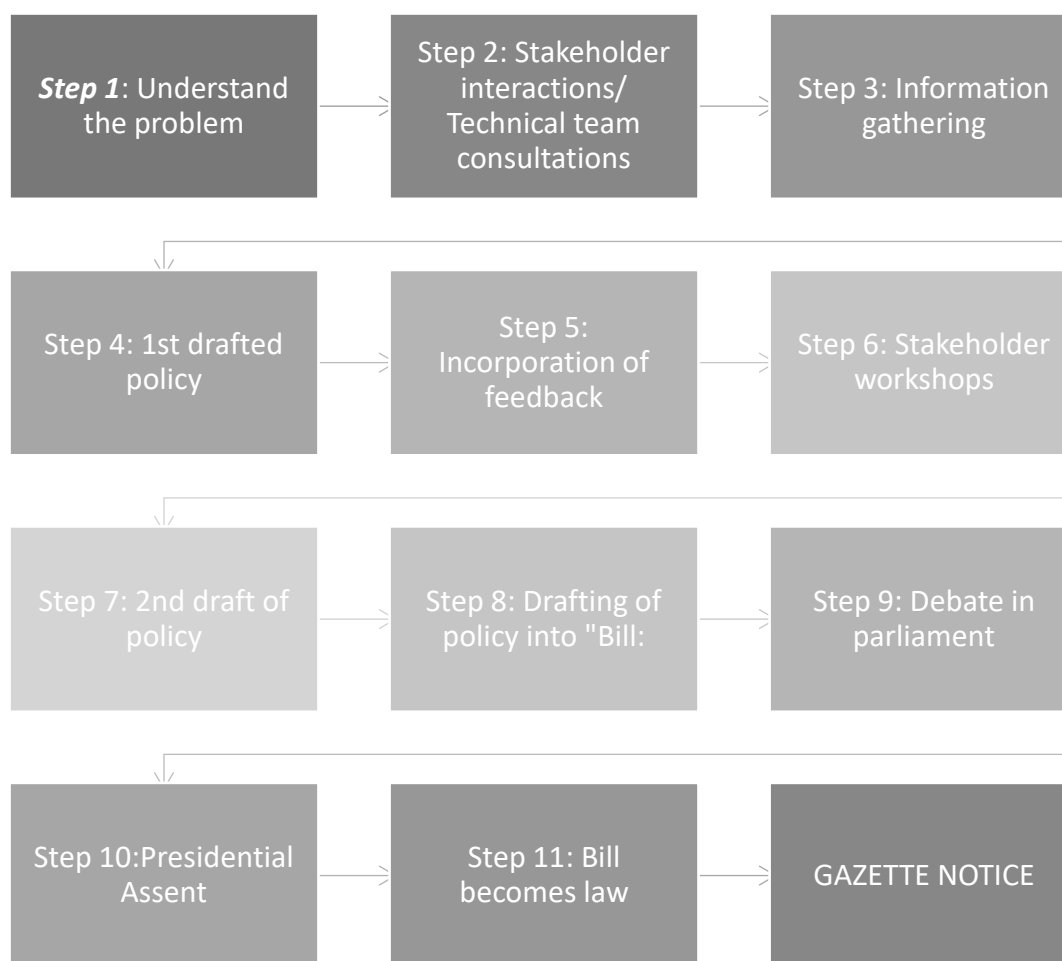 Step 1: Understand
the problem
Step 2: Stakeholder
interactions/
Technical team
consultations
Step 3: Information
gathering
Step 4: 1st drafted
policy
Step 5:
Incorporation of
feedback
Step 6: Stakeholder
workshops
Step 7: 2nd draft of
policy
Step 8: Drafting of
policy into "Bill:
Step 9: Debate in
parliament
Step 10:Presidential
Assent
Step 11: Bill
becomes law
GAZETTE NOTICE